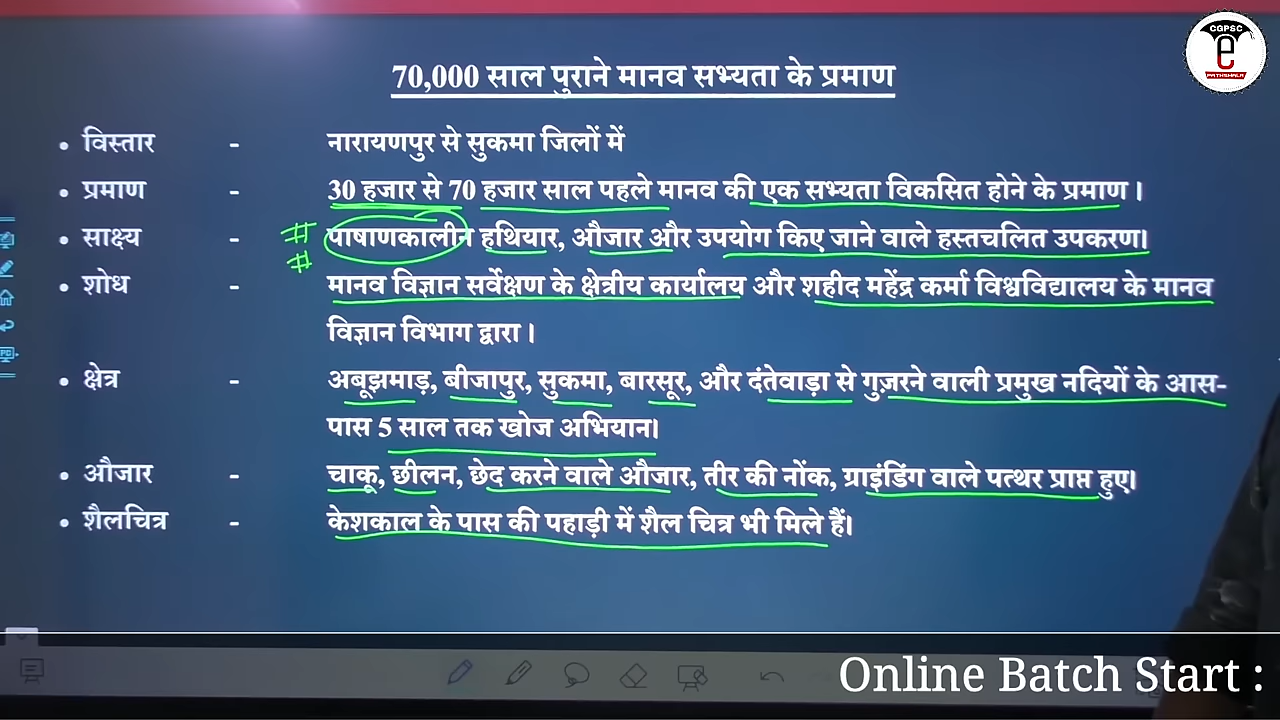 CGPSC
e
PATHSHALA
70,000 साल पुराने मानव सभ्यता के प्रमाण
• विस्तार - नारायणपुर से सुकमा जिलों में
• प्रमाण - 30 हजार से 70 हजार साल पहले मानव की एक सभ्यता विकसित होने के प्रमाण।
# • साक्ष्य - पाषाणकालीन हथियार, औजार और उपयोग किए जाने वाले हस्तचलित उपकरण।
#
• शोध - मानव विज्ञान सर्वेक्षण के क्षेत्रीय कार्यालय और शहीद महेंद्र कर्मा विश्वविद्यालय के मानव
विज्ञान विभाग द्वारा।
• क्षेत्र - अबूझमाड़, बीजापुर, सुकमा, बारसूर, और दंतेवाड़ा से गुज़रने वाली प्रमुख नदियों के आस-
पास 5 साल तक खोज अभियान।
• औजार - चाकू, छीलन, छेद करने वाले औजार, तीर की नोंक, ग्राइंडिंग वाले पत्थर प्राप्त हुए।
• शैलचित्र - केशकाल के पास की पहाड़ी में शैल चित्र भी मिले हैं।
Online Batch Start :